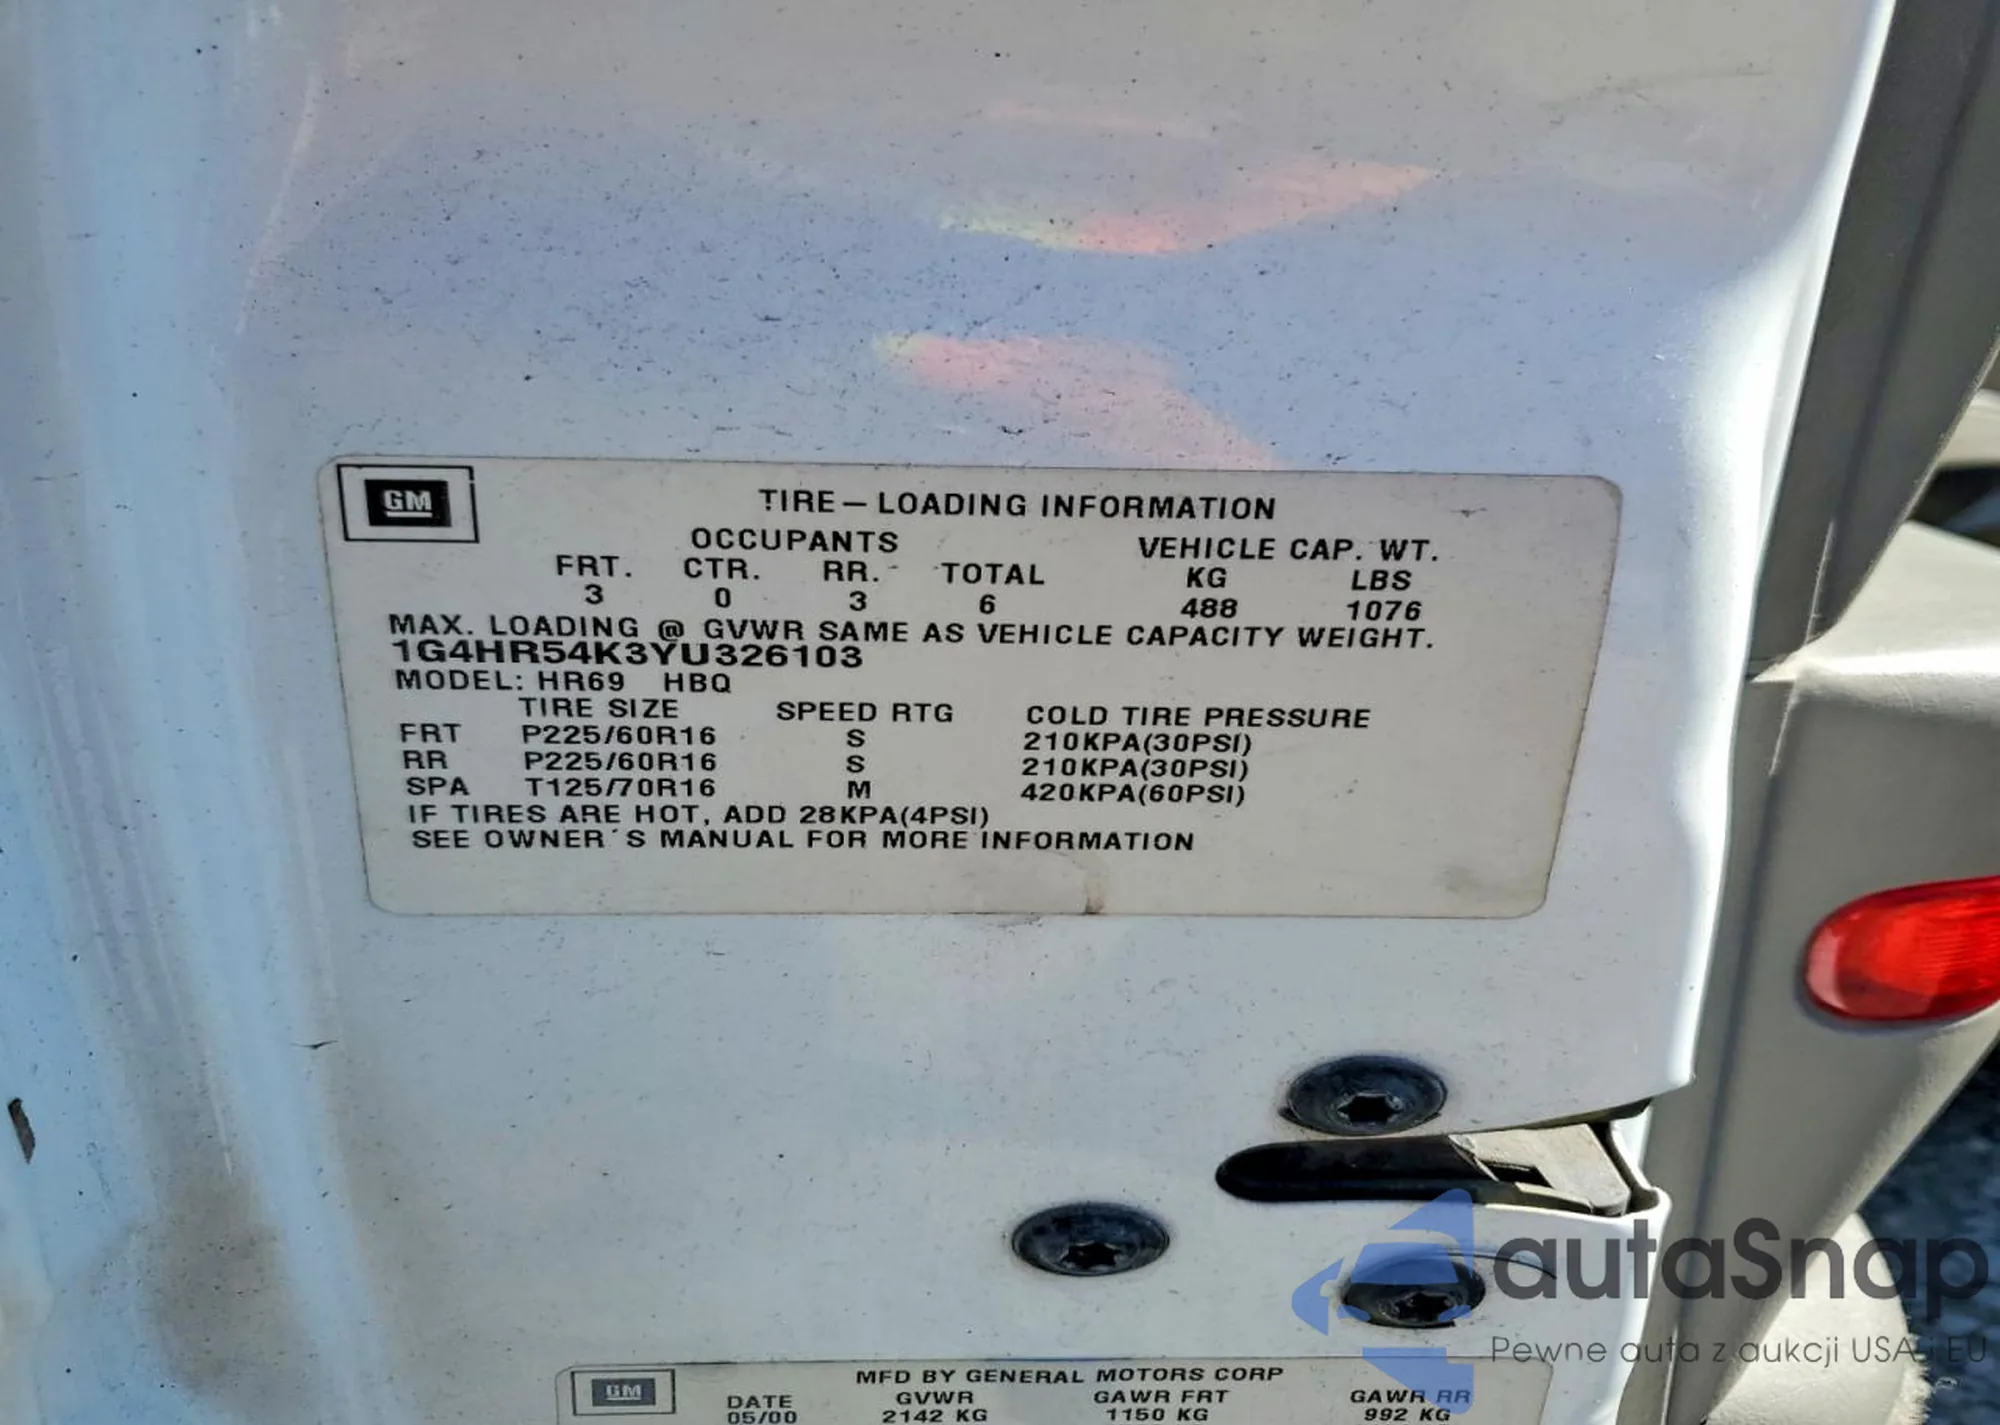 GM
TIRE—LOADING INFORMATION
OCCUPANTS VEHICLE CAP. WT.
FRT. CTR. RR. TOTAL KG LBS
3 0 3 6 488 1076
MAX. LOADING @ GVWR SAME AS VEHICLE CAPACITY WEIGHT.
1G4HR54K3YU326103
MODEL: HR69 HBQ
TIRE SIZE SPEED RTG COLD TIRE PRESSURE
FRT P225/60R16 S 210KPA(30PSI)
RR P225/60R16 S 210KPA(30PSI)
SPA T125/70R16 M 420KPA(60PSI)
IF TIRES ARE HOT, ADD 28KPA(4PSI)
SEE OWNER´S MANUAL FOR MORE INFORMATION
autaSnap
Pewne auta z aukcji USA i EU
GM
MFD BY GENERAL MOTORS CORP
DATE GVWR GAWR FRT GAWR RR
05/00 2142 KG 1150 KG 992 KG